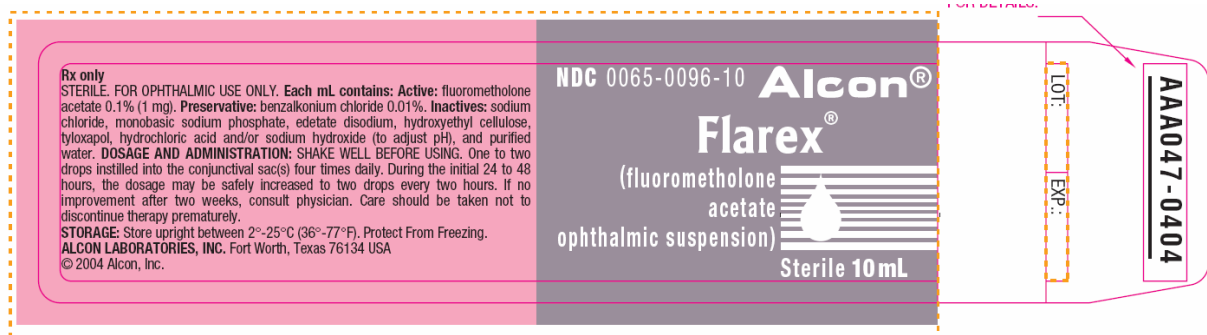 Rx only
STERILE. FOR OPHTHALMIC USE ONLY. Each mL contains: Active: fluorometholone
acetate 0.1% (1 mg). Preservative: benzalkonium chloride 0.01%. Inactives: sodium
chloride, monobasic sodium phosphate, edetate disodium, hydroxyethyl cellulose,
tyloxapol, hydrochloric acid and/or sodium hydroxide (to adjust pH), and purified
water. DOSAGE AND ADMINISTRATION: SHAKE WELL BEFORE USING. One to two
drops instilled into the conjunctival sac(s) four times daily. During the initial 24 to 48
hours, the dosage may be safely increased to two drops every two hours. If no
improvement after two weeks, consult physician. Care should be taken not to
discontinue therapy prematurely.
STORAGE: Store upright between 2°-25°C (36°-77°F). Protect From Freezing.
ALCON LABORATORIES, INC. Fort Worth, Texas 76134 USA
© 2004 Alcon, Inc.
NDC 0065-0096-10 Alcon®
Flarex®
(fluorometholone
acetate
ophthalmic suspension)
Sterile 10 mL
FOR DETAILS.
LOT:
EXP.:
AAA047-0404